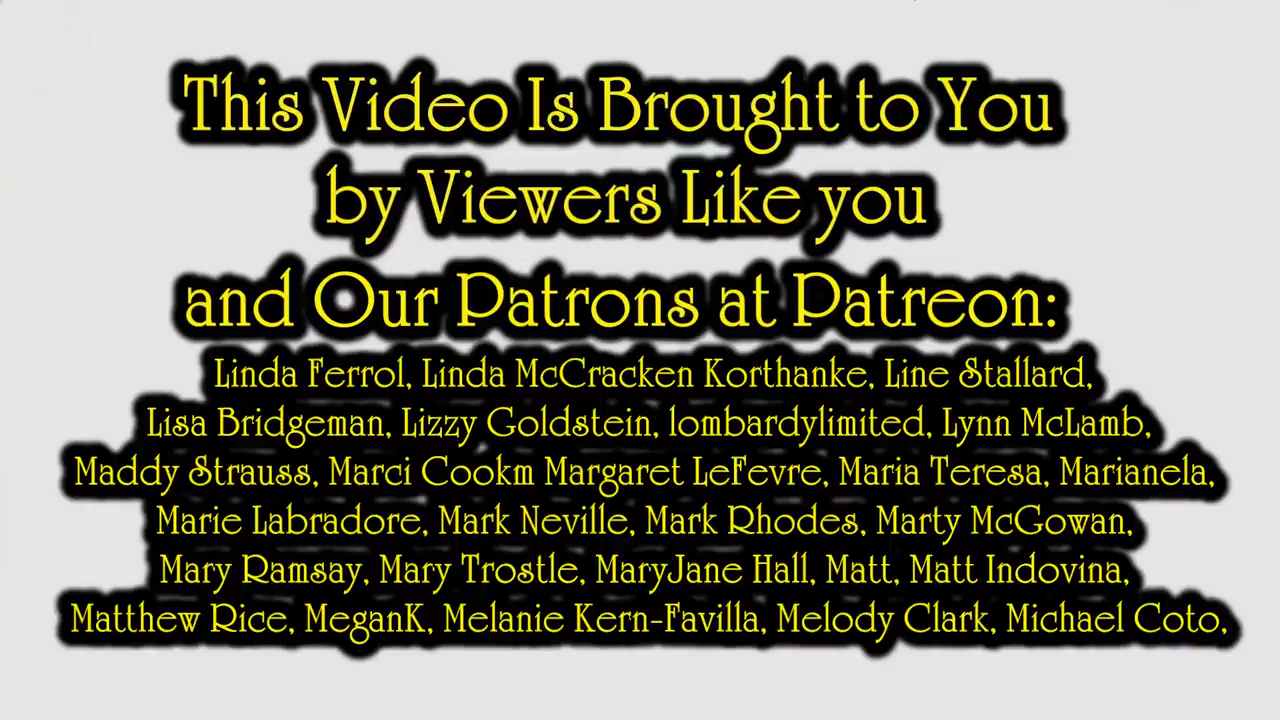 This Video Is Brought to You
by Viewers Like you
and Our Patrons at Patreon:
Linda Ferrol, Linda McCracken Korthanke, Line Stallard,
Lisa Bridgeman, Lizzy Goldstein, lombardylimited, Lynn McLamb,
Maddy Strauss, Marci Cookm Margaret LeFevre, Maria Teresa, Marianela,
Marie Labradore, Mark Neville, Mark Rhodes, Marty McGowan,
Mary Ramsay, Mary Trostle, MaryJane Hall, Matt, Matt Indovina,
Matthew Rice, MeganK, Melanie Kern-Favilla, Melody Clark, Michael Coto,